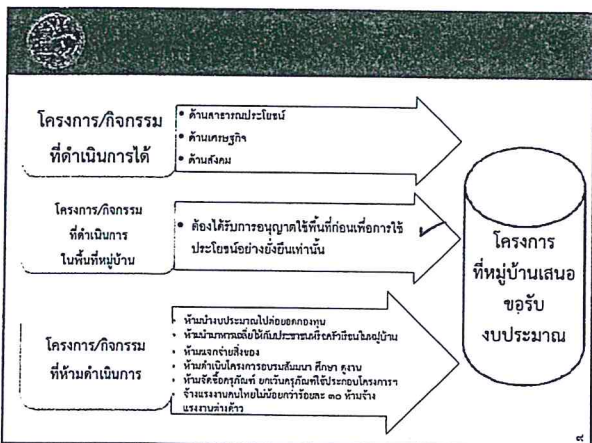 โครงการ/กิจกรรม
ที่ดำเนินการได้
• ด้านสาธารณประโยชน์
• ด้านเศรษฐกิจ
• ด้านสังคม
โครงการ/กิจกรรม
ที่ดำเนินการ
ในพื้นที่หมู่บ้าน
• ต้องได้รับการอนุญาตใช้พื้นที่ก่อนเพื่อการใช้
ประโยชน์อย่างยั่งยืนเท่านั้น
โครงการ/กิจกรรม
ที่ห้ามดำเนินการ
• ห้ามนำงบประมาณไปต่อยอดกองทุน
• ห้ามนำมาหารเฉลี่ยให้กับประชาชนหรือครัวเรือนในหมู่บ้าน
• ห้ามแจกจ่ายสิ่งของ
• ห้ามดำเนินโครงการอบรมสัมมนา ศึกษา ดูงาน
• ห้ามจัดซื้อครุภัณฑ์ ยกเว้นครุภัณฑ์ใช้ประกอบโครงการฯ
จ้างแรงงานคนไทยไม่น้อยกว่าร้อยละ ๓๐ ห้ามจ้าง
แรงงานต่างด้าว
โครงการ
ที่หมู่บ้านเสนอ
ขอรับ
งบประมาณ
๙